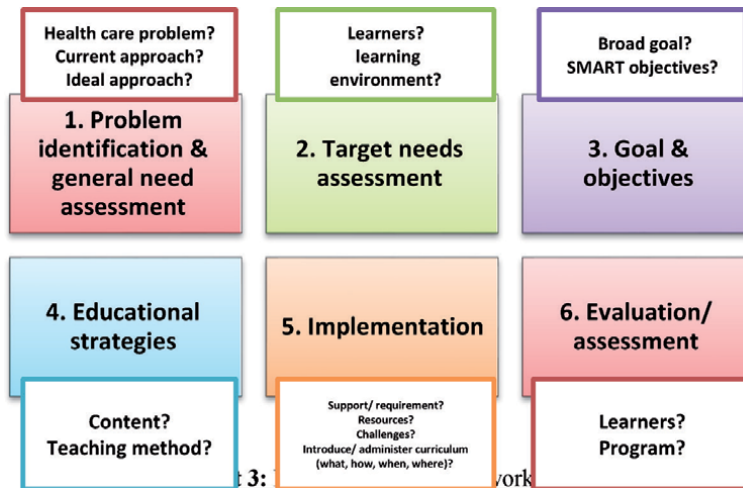 Health care problem?
Current approach?
Ideal approach?
1. Problem
identification &
general need
assessment
Learners?
learning
environment?
2. Target needs
assessment
Broad goal?
SMART objectives?
3. Goal &
objectives
4. Educational
strategies
Content?
Teaching method?
5. Implementation
Support/ requirement?
Resources?
Challenges?
Introduce/ administer curriculum
(what, how, when, where)?
6. Evaluation/
assessment
Learners?
Program?
3: